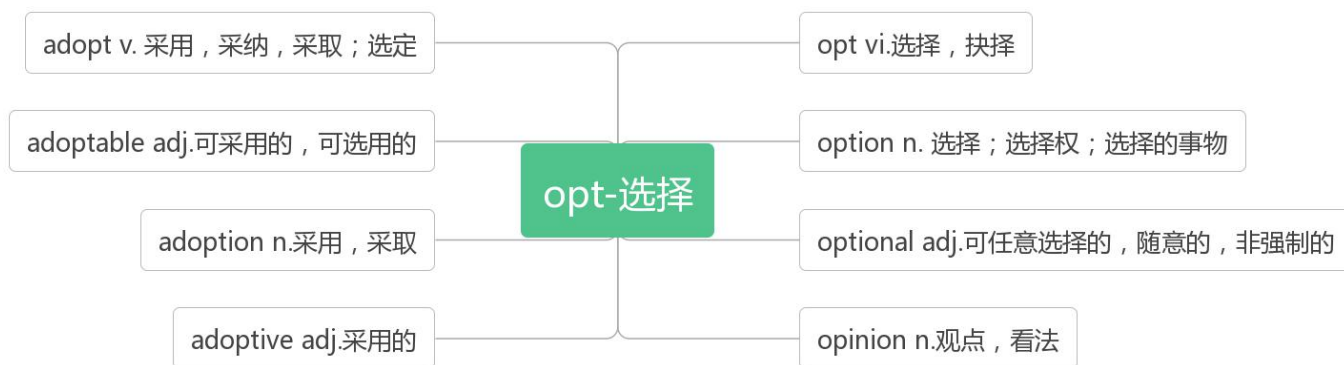 adopt v. 采用，采纳，采取；选定
adoptable adj.可采用的，可选用的
adoption n.采用，采取
adoptive adj.采用的
opt-选择
opt vi.选择，抉择
option n. 选择；选择权；选择的事物
optional adj.可任意选择的，随意的，非强制的
opinion n.观点，看法